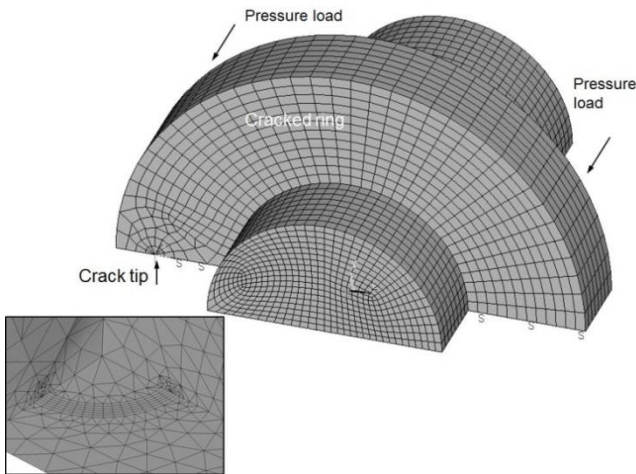 Pressure load
Pressure
load
Cracked ring
Crack tip
S
S
S
S
S